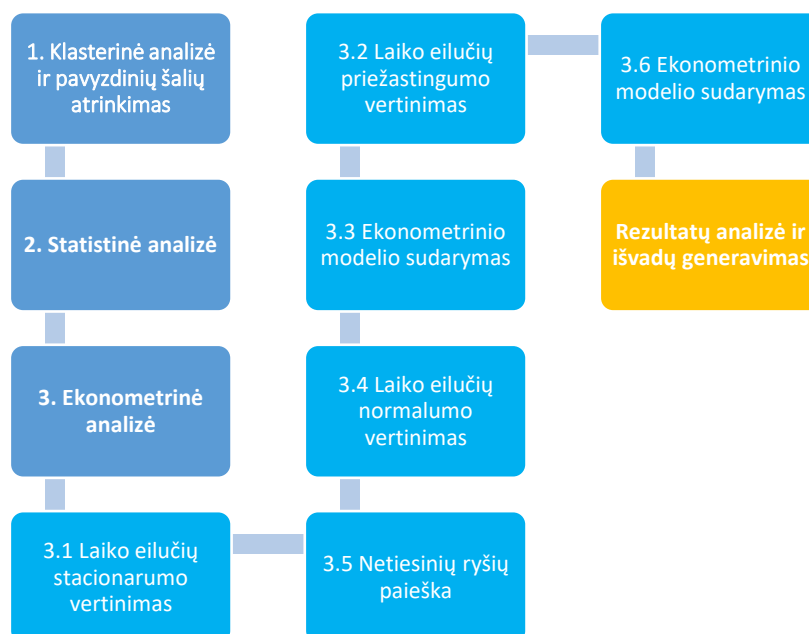 1. Klasterinė analizė
ir pavyzdinių šalių
atrinkimas
2. Statistinė analizė
3. Ekonometrinė
analizė
3.1 Laiko eilučių
stacionarumo
vertinimas
3.2 Laiko eilučių
priežastingumo
vertinimas
3.3 Ekonometrinio
modelio sudarymas
3.4 Laiko eilučių
normalumo
vertinimas
3.5 Netiesinių ryšių
paieška
3.6 Ekonometrinio
modelio sudarymas
Rezultatų analizė ir
išvadų generavimas